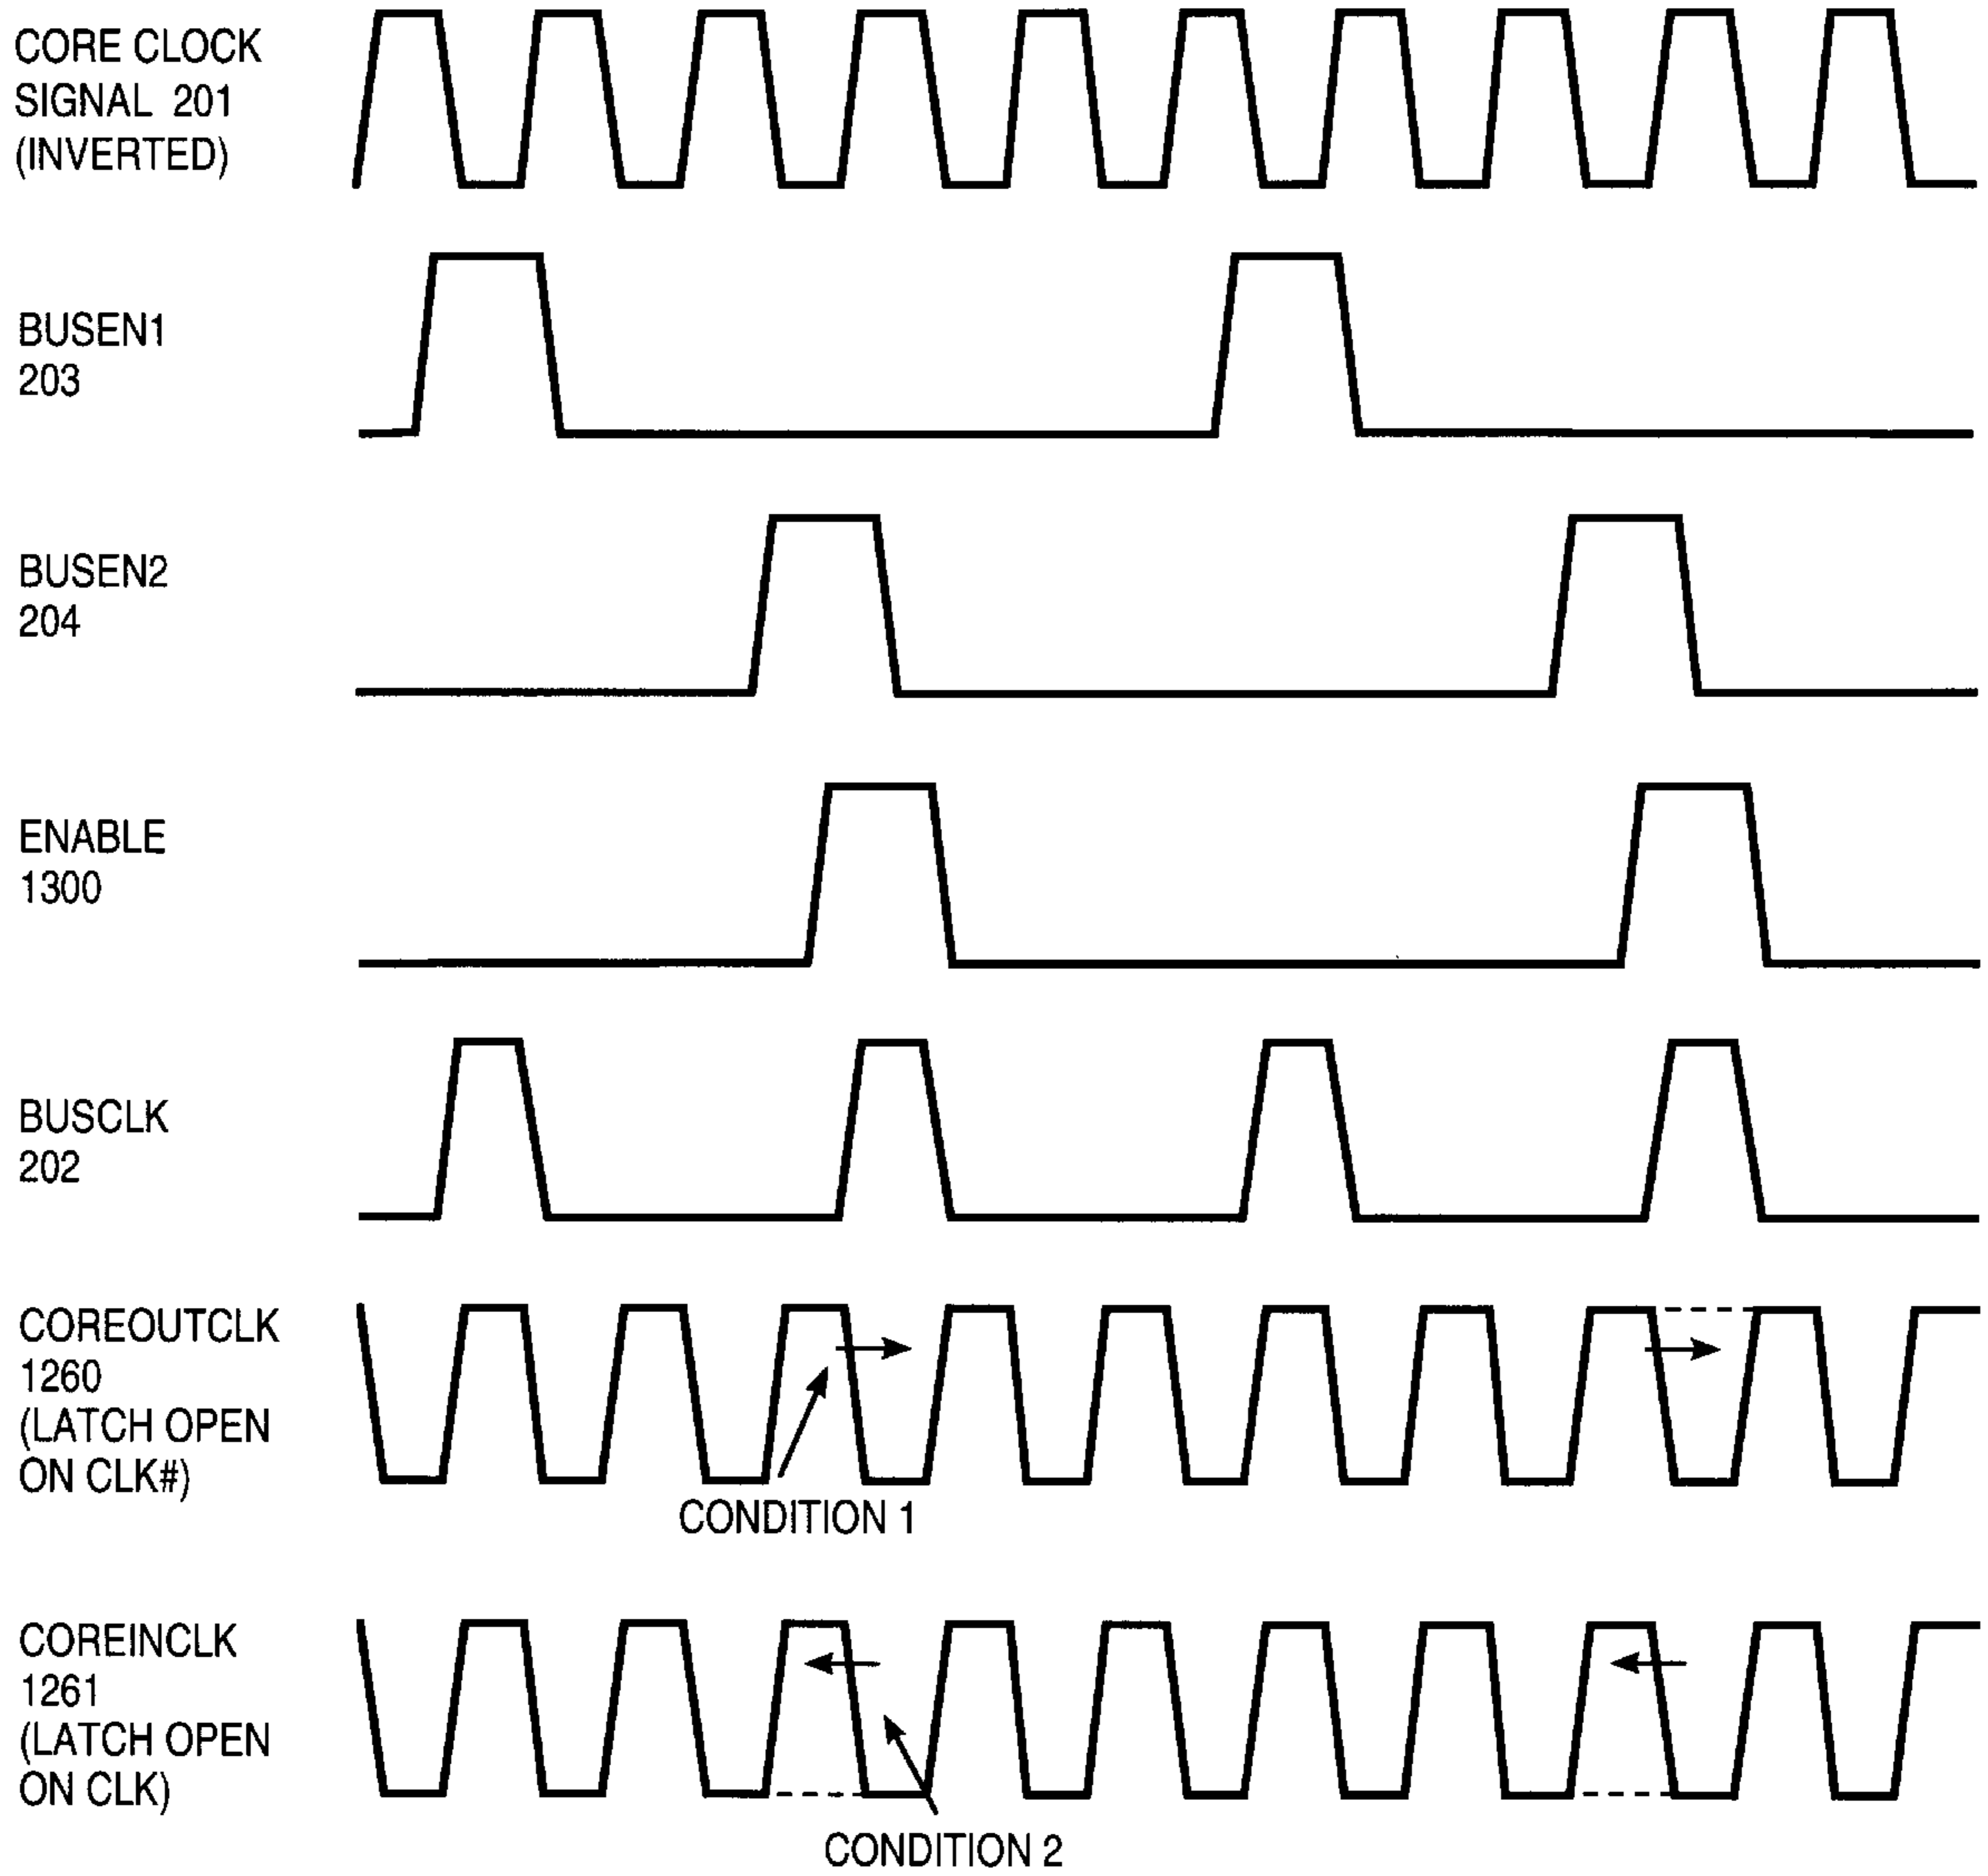 CORE CLOCK
SIGNAL 201
(INVERTED)
BUSEN1
203
BUSEN2
204
ENABLE
1300
BUSCLK
202
COREOUTCLK
1260
(LATCH OPEN
ON CLK#)
CONDITION 1
COREINCLK
1261
(LATCH OPEN
ON CLK)
CONDITION 2